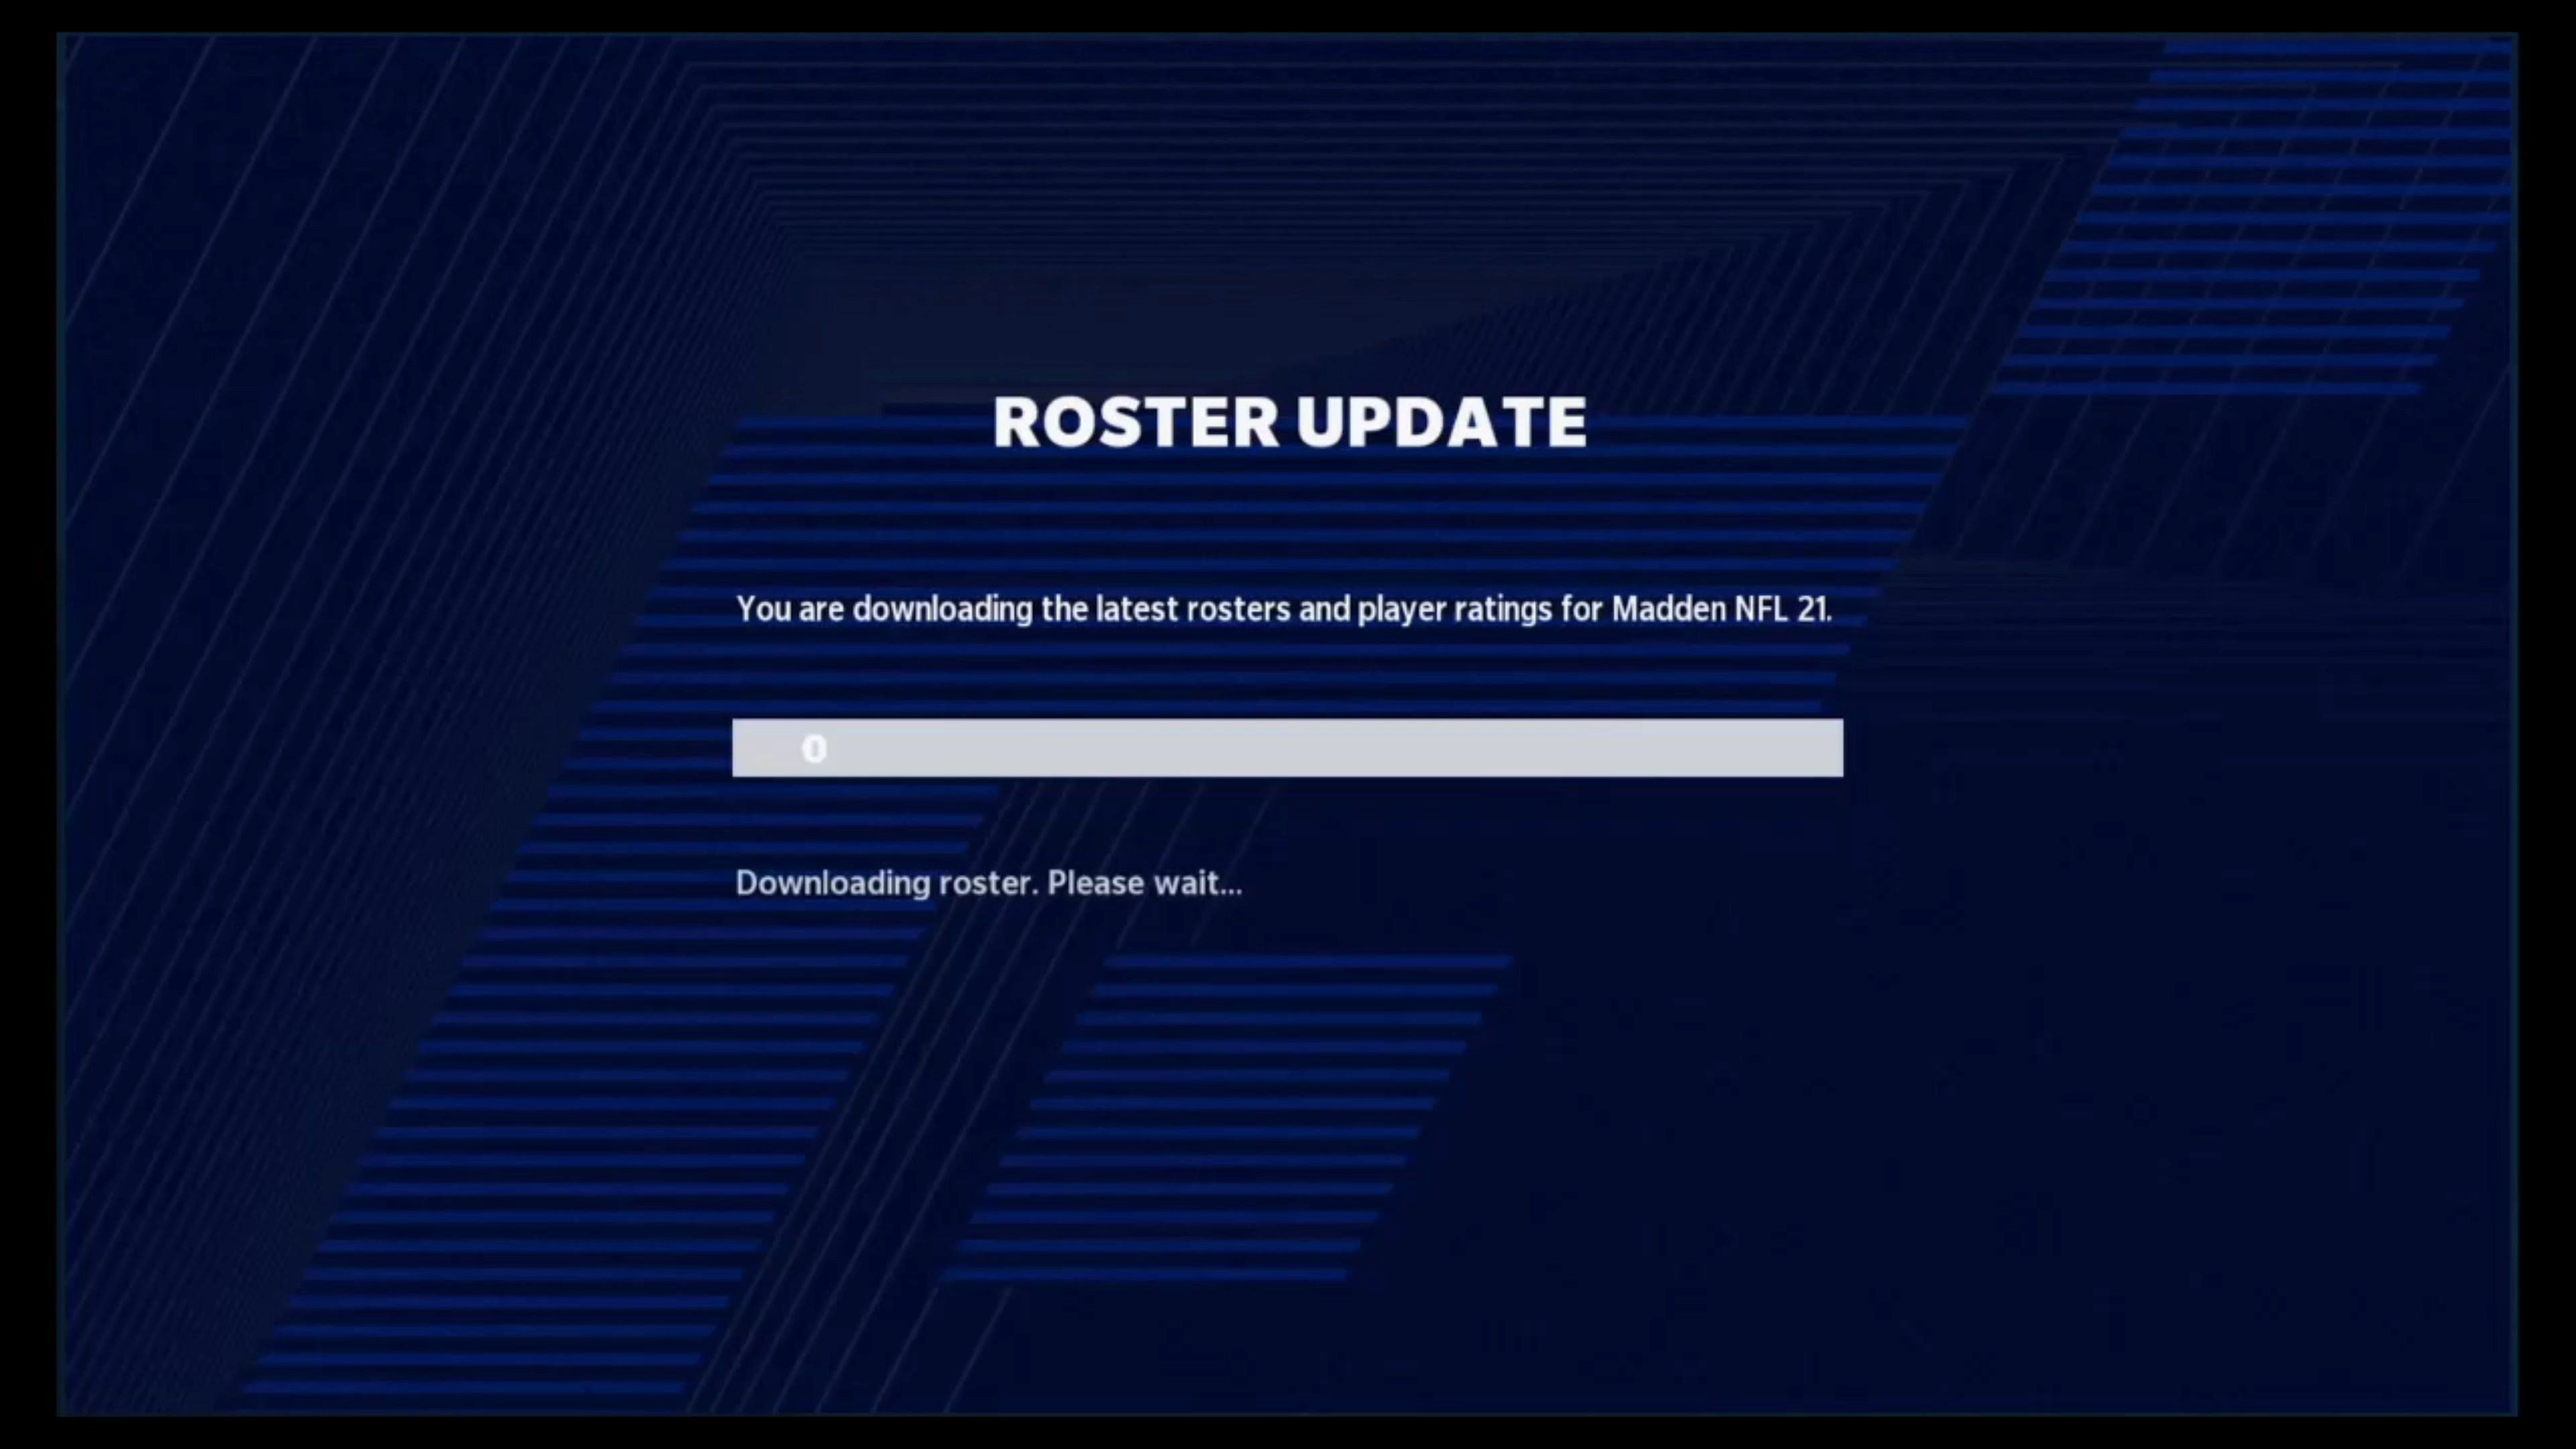 ROSTER UPDATE
You are downloading the latest rosters and player ratings for Madden NFL 21.
0
Downloading roster. Please wait...